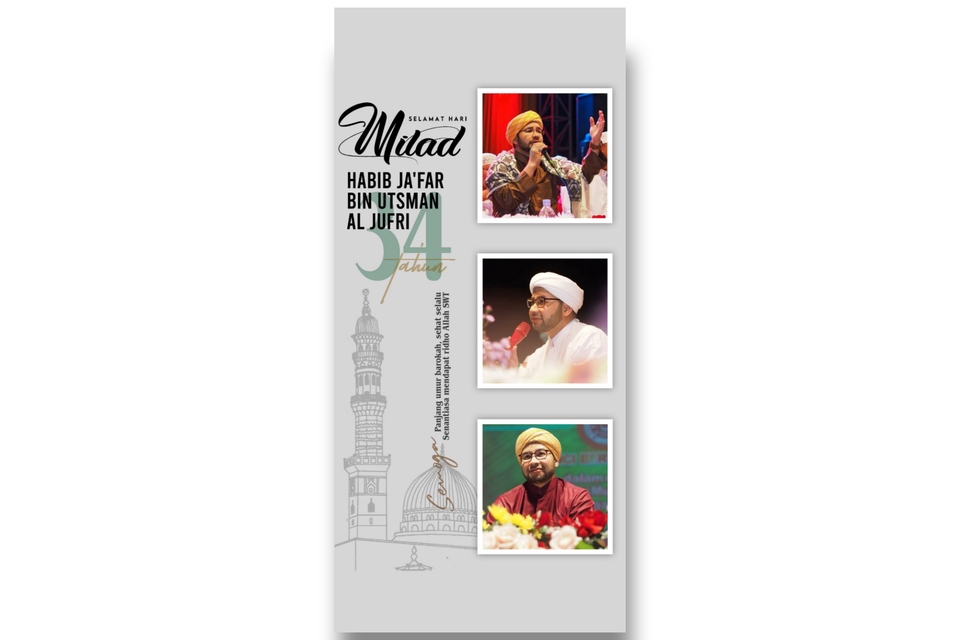 SELAMAT HARI
Milad
HABIB JA'FAR
BIN UTSMAN
AL JUFRI
34
tahun
Semoga
Panjang umur barokah, sehat selalu
Senantiasa mendapat ridho Allah SWT